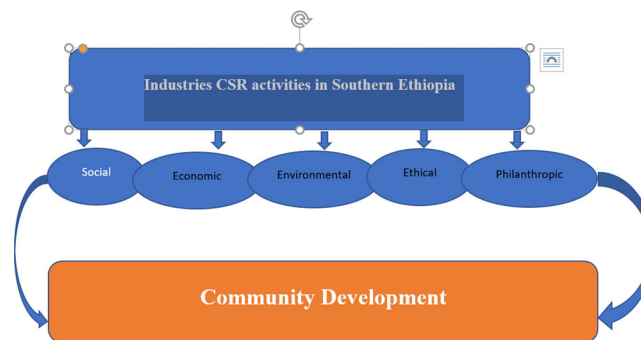 Industries CSR activities in Southern Ethiopia
Social
Economic
Environmental
Ethical
Philanthropic
Community Development